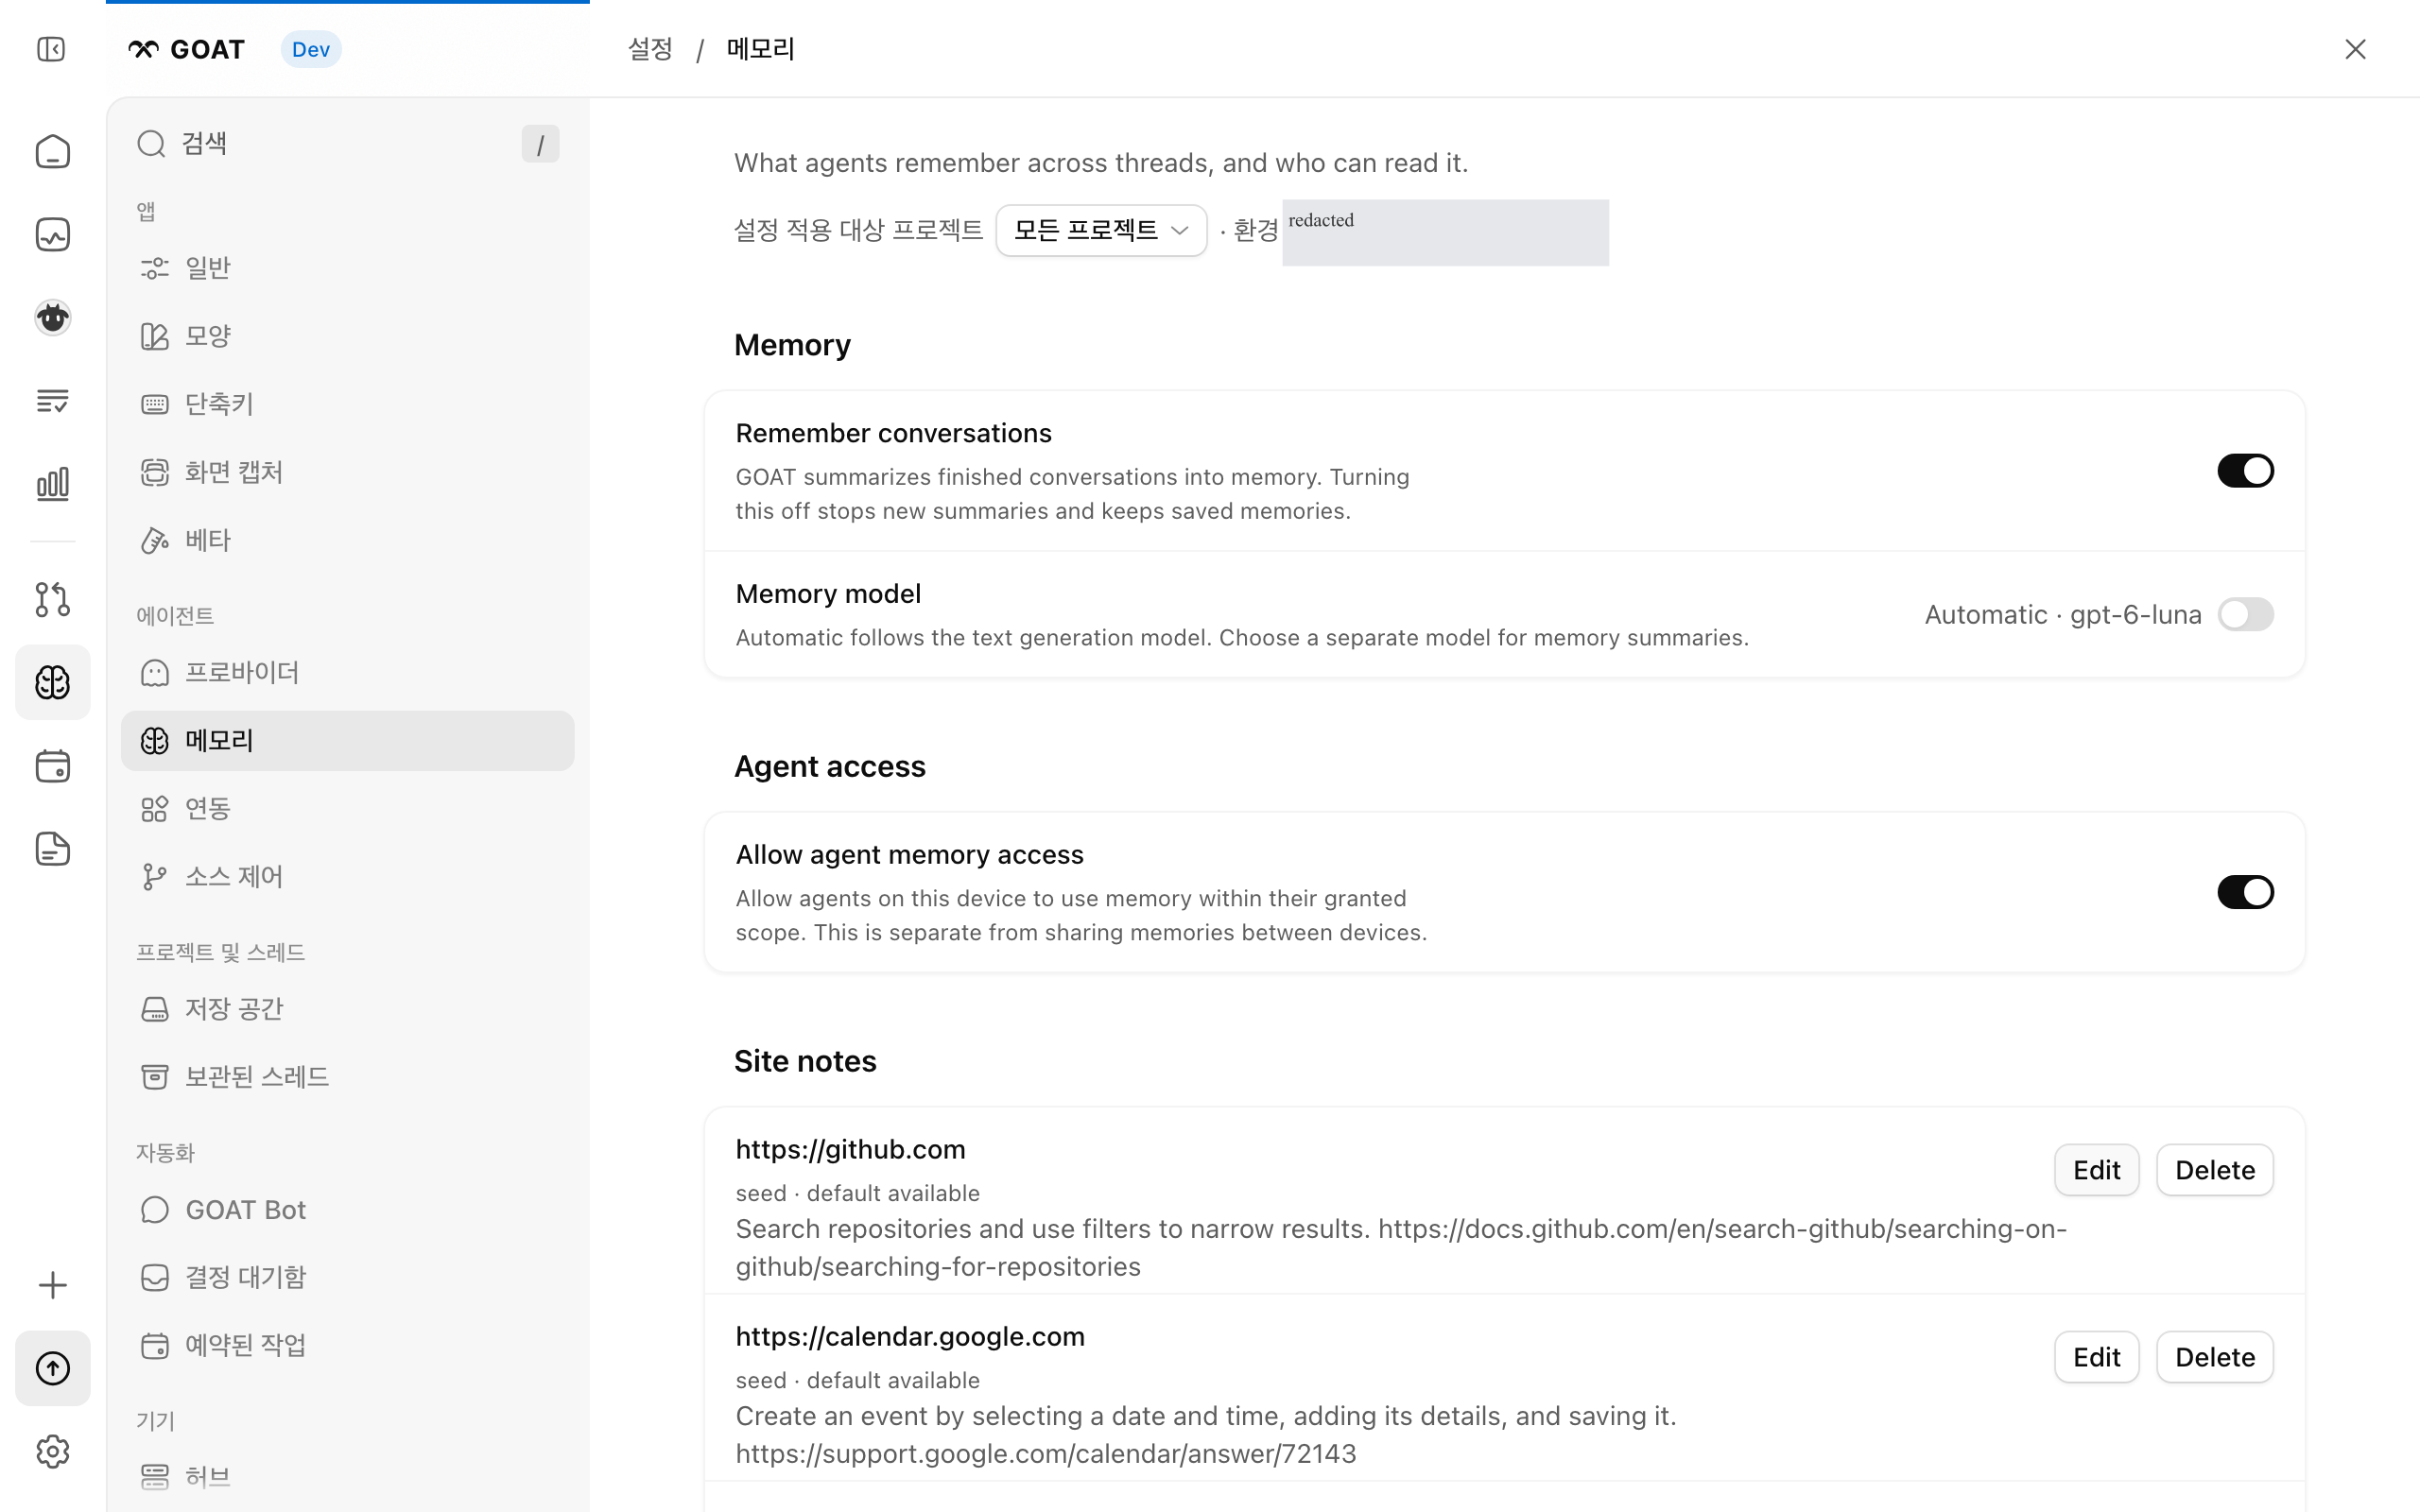 GOAT
Dev
설정 / 메모리
검색
/
앱
일반
모양
단축키
화면 캡처
베타
에이전트
프로바이더
메모리
연동
소스 제어
프로젝트 및 스레드
저장 공간
보관된 스레드
자동화
GOAT Bot
결정 대기함
예약된 작업
기기
허브
What agents remember across threads, and who can read it.
설정 적용 대상 프로젝트 모든 프로젝트 · 환경 redacted
Memory
Remember conversations
GOAT summarizes finished conversations into memory. Turning
this off stops new summaries and keeps saved memories.
Memory model
Automatic follows the text generation model. Choose a separate model for memory summaries.
Automatic · gpt-6-luna
Agent access
Allow agent memory access
Allow agents on this device to use memory within their granted
scope. This is separate from sharing memories between devices.
Site notes
https://github.com
seed · default available
Search repositories and use filters to narrow results. https://docs.github.com/en/search-github/searching-on-
github/searching-for-repositories
Edit Delete
https://calendar.google.com
seed · default available
Create an event by selecting a date and time, adding its details, and saving it.
https://support.google.com/calendar/answer/72143
Edit Delete